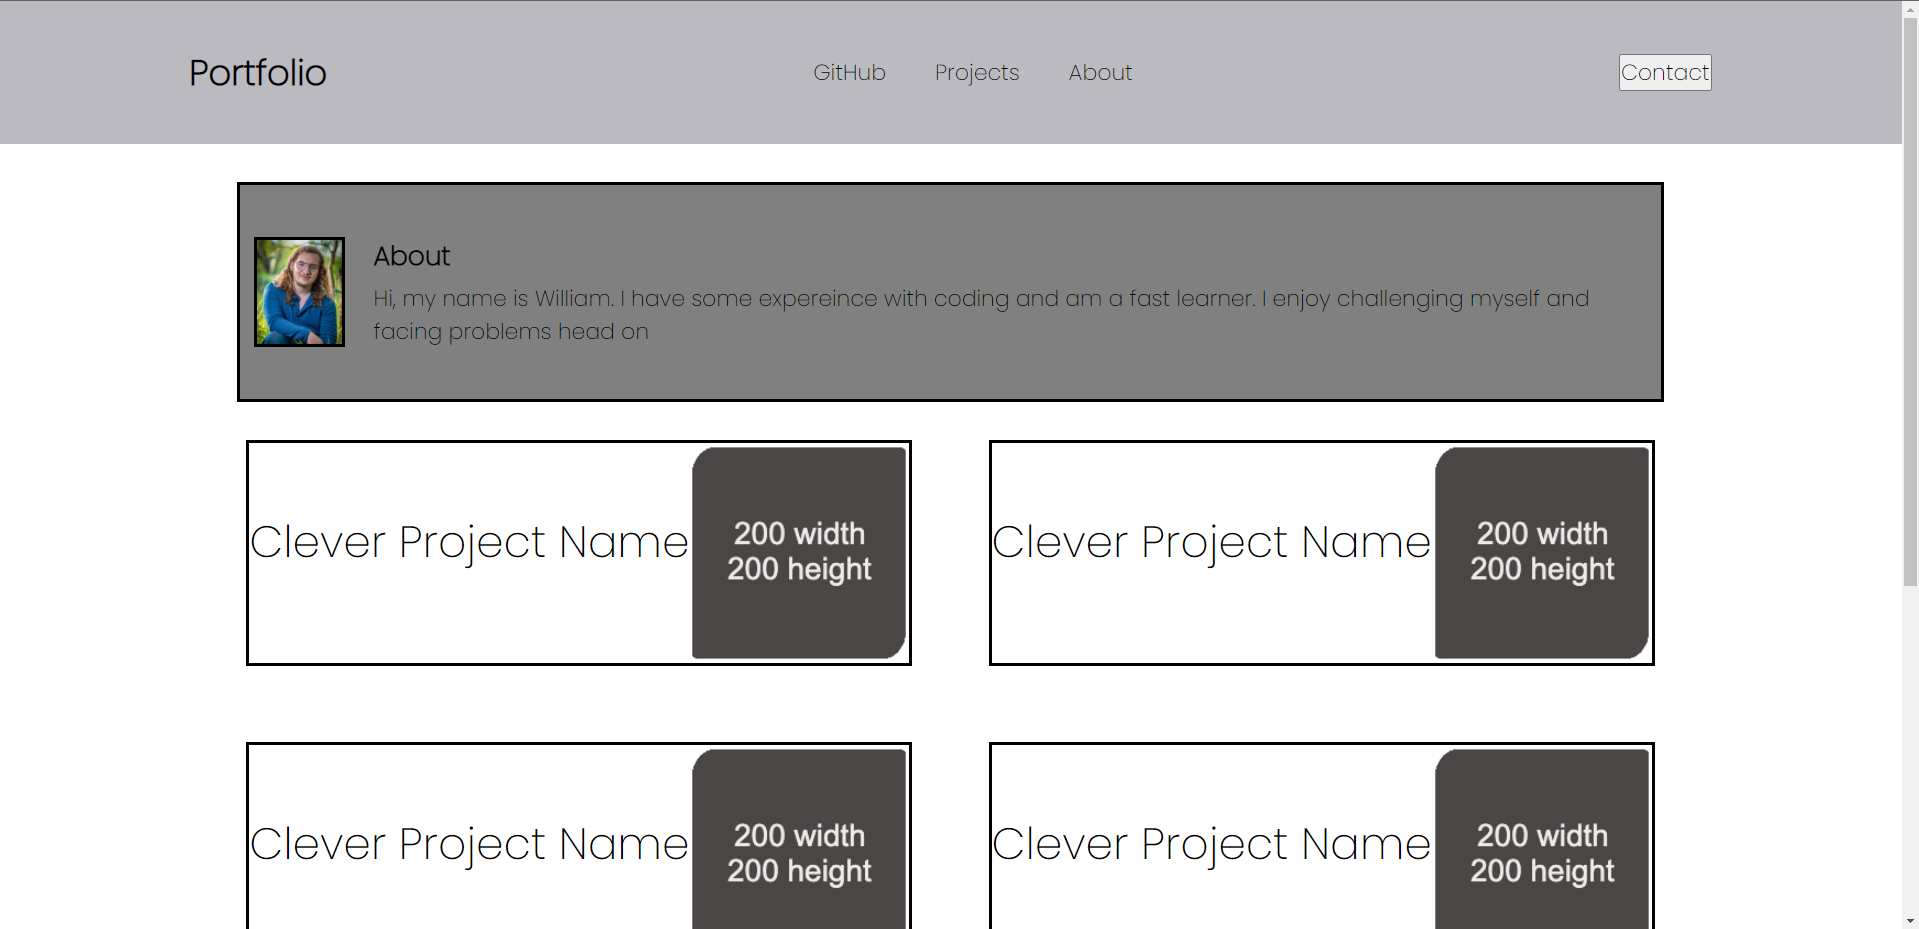 Portfolio
GitHub Projects About
Contact
About
Hi, my name is William. I have some expereince with coding and am a fast learner. I enjoy challenging myself and
facing problems head on
Clever Project Name
200 width
200 height
Clever Project Name
200 width
200 height
Clever Project Name
200 width
200 height
Clever Project Name
200 width
200 height